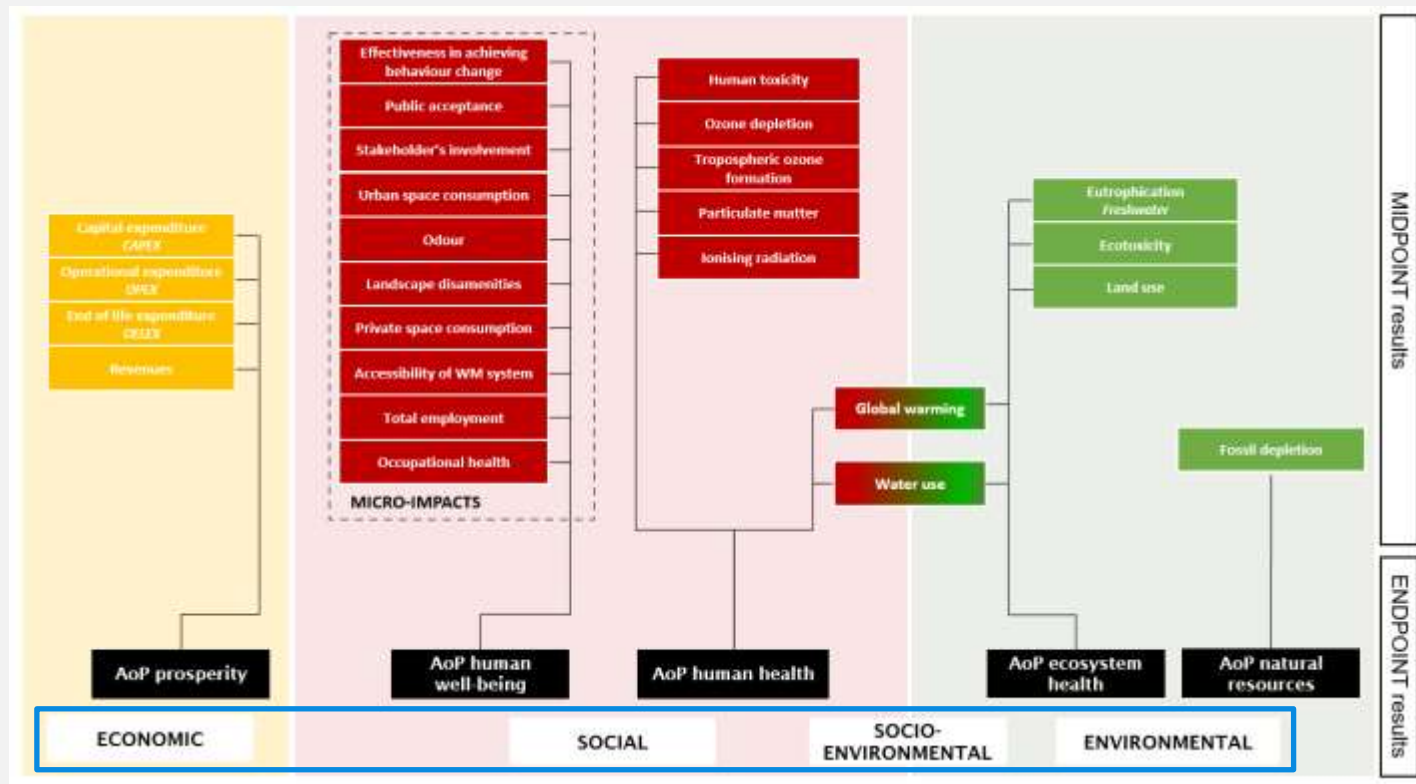 Effectiveness in achieving
behaviour change
Public acceptance
Stakeholder's involvement
Urban space consumption
Odour
Landscape disamenities
Private space consumption
Accessibility of WM system
Total employment
Occupational health
MICRO-IMPACTS
Human toxicity
Ozone depletion
Tropospheric ozone
formation
Particulate matter
Ionising radiation
Capital expenditure
CAPEX
Operational expenditure
OPEX
End of life expenditure
Revenues
Global warming
Water use
Eutrophication
Freshwater
Ecotoxicity
Land use
Fossil depletion
MIDPOINT results
AoP prosperity
AoP human
well-being
AoP human health
AoP ecosystem
health
AoP natural
resources
ENDPOINT results
ECONOMIC
SOCIAL
SOCIO-
ENVIRONMENTAL
ENVIRONMENTAL